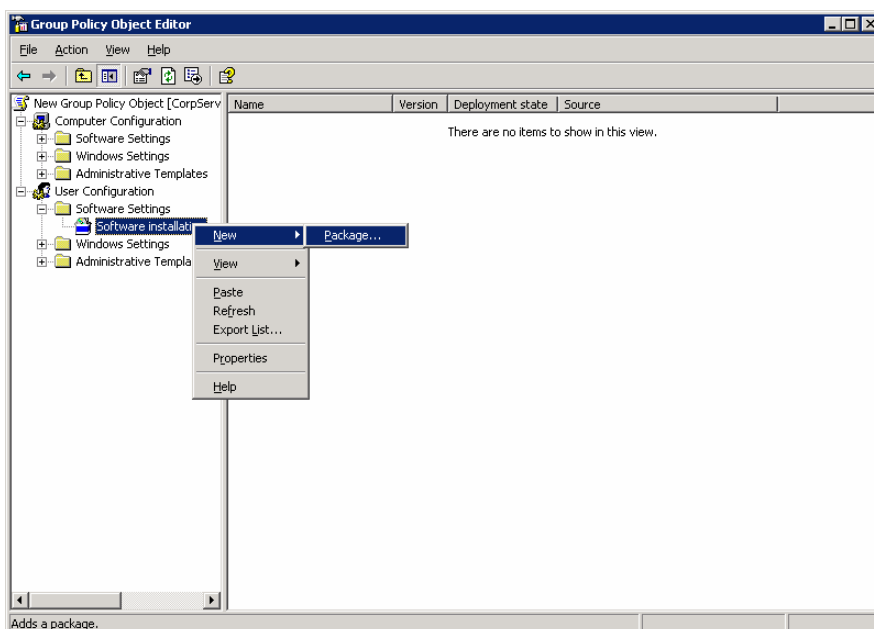 Group Policy Object Editor
File Action View Help
New Group Policy Object [CorpServ
Name Version Deployment state Source
There are no items to show in this view.
Computer Configuration
Software Settings
Windows Settings
Administrative Templates
User Configuration
Software Settings
Software installati
Windows Settings
Administrative Templa
New
Package...
View
Paste
Refresh
Export List...
Properties
Help
Adds a package.